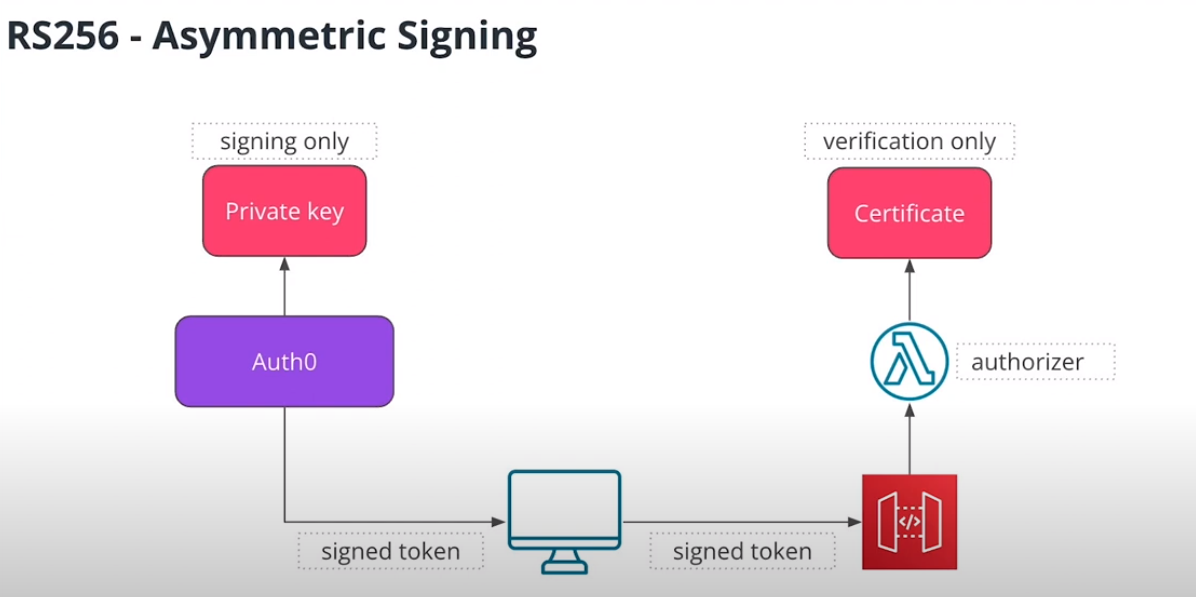 RS256 - Asymmetric Signing
signing only
verification only
Private key
Certificate
Auth0
authorizer
</>
signed token
signed token